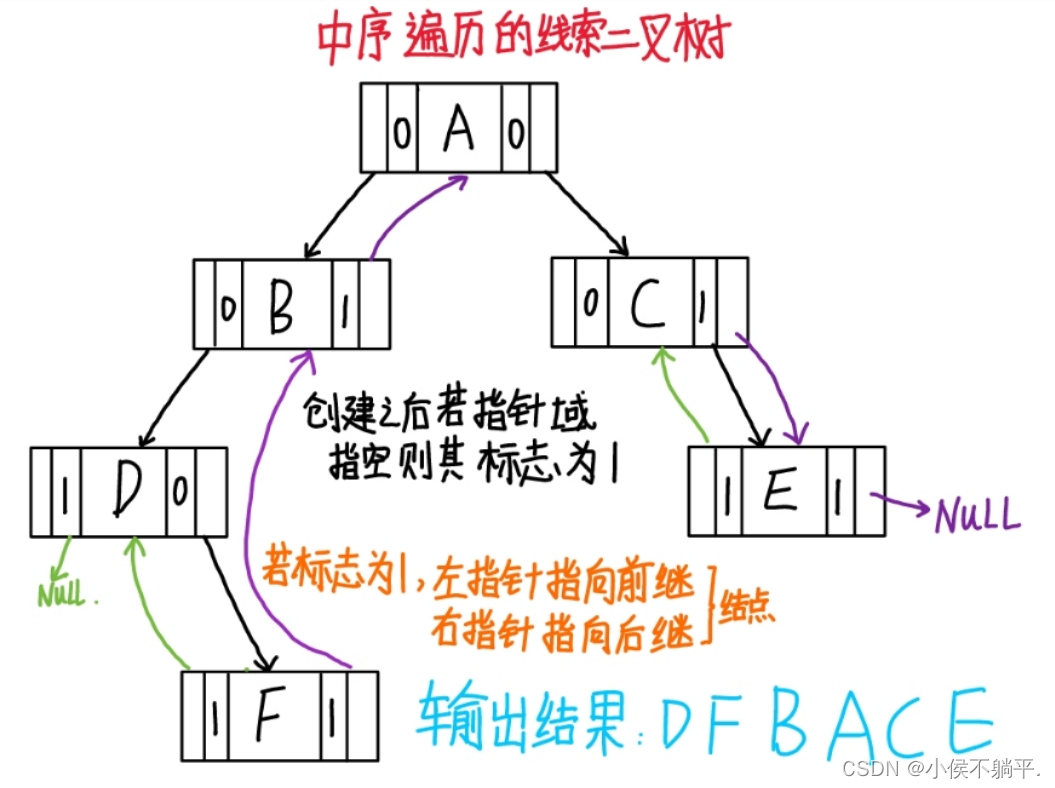 中序遍历的线索二叉树
0 A 0
0 B 1
0 C 1
创建之后若指针域
指空则其标志为1
1 D 0
1 E 1
NULL
Null.
若标志为1,左指针指向前继
右指针指向后继
结点
1 F 1
输出结果:DFBACE
CSDN @小侯不躺平.